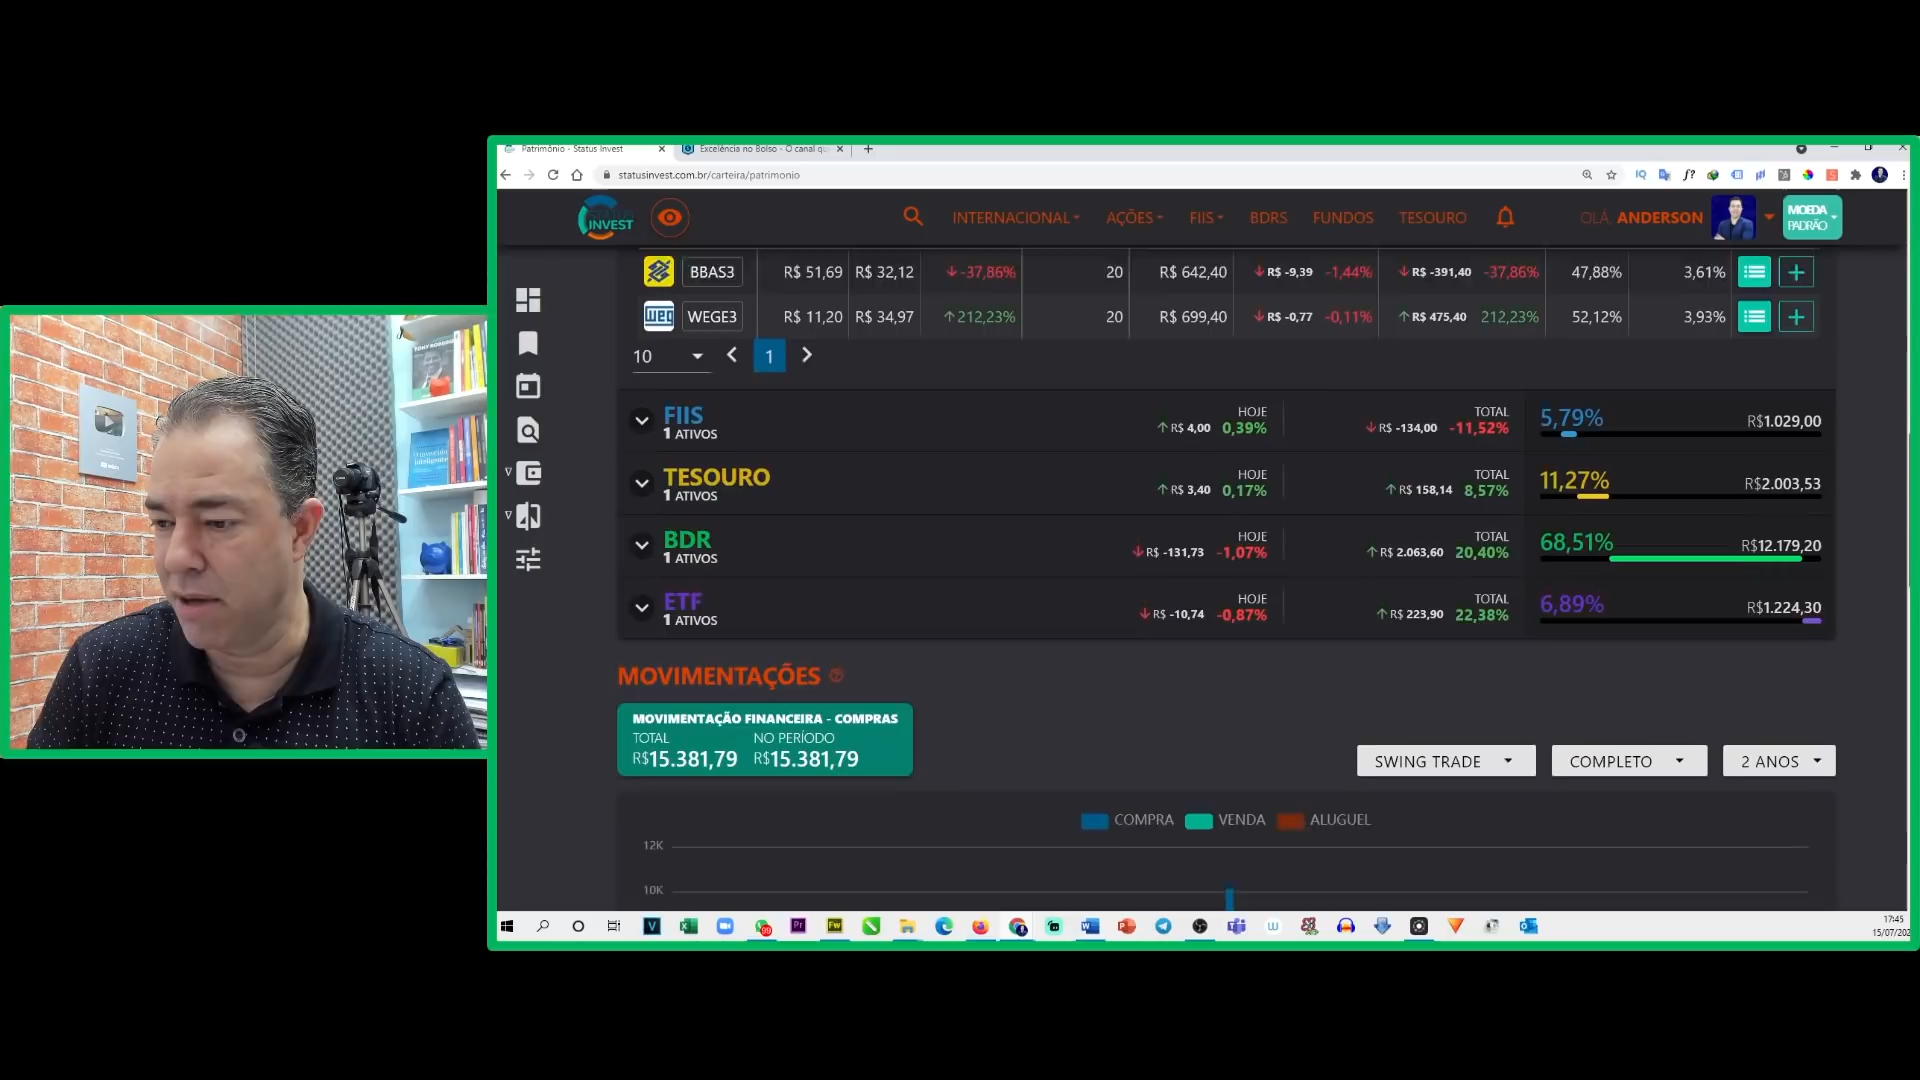 Patrimônio - Status Invest
Excelência no Bolso - O canal qu
statusinvest.com.br/carteira/patrimonio
STATUS INVEST
INTERNACIONAL AÇÕES FIIS BDRS FUNDOS TESOURO
OLÁ, ANDERSON
MOEDA
PADRÃO
BBAS3 R$ 51,69 R$ 32,12 -37,86% 20 R$ 642,40 R$ -9,39 -1,44% R$ -391,40 -37,86% 47,88% 3,61%
WEGE3 R$ 11,20 R$ 34,97 212,23% 20 R$ 699,40 R$ -0,77 -0,11% R$ 475,40 212,23% 52,12% 3,93%
10 1
FIIS
1 ATIVOS
HOJE
R$ 4,00 0,39%
TOTAL
R$ -134,00 -11,52%
5,79% R$1.029,00
TESOURO
1 ATIVOS
HOJE
R$ 3,40 0,17%
TOTAL
R$ 158,14 8,57%
11,27% R$2.003,53
BDR
1 ATIVOS
HOJE
R$ -131,73 -1,07%
TOTAL
R$ 2.063,60 20,40%
68,51% R$12.179,20
ETF
1 ATIVOS
HOJE
R$ -10,74 -0,87%
TOTAL
R$ 223,90 22,38%
6,89% R$1.224,30
MOVIMENTAÇÕES
MOVIMENTAÇÃO FINANCEIRA - COMPRAS
TOTAL NO PERÍODO
R$15.381,79 R$15.381,79
SWING TRADE COMPLETO 2 ANOS
COMPRA VENDA ALUGUEL
12K
10K
17:45
15/07/202